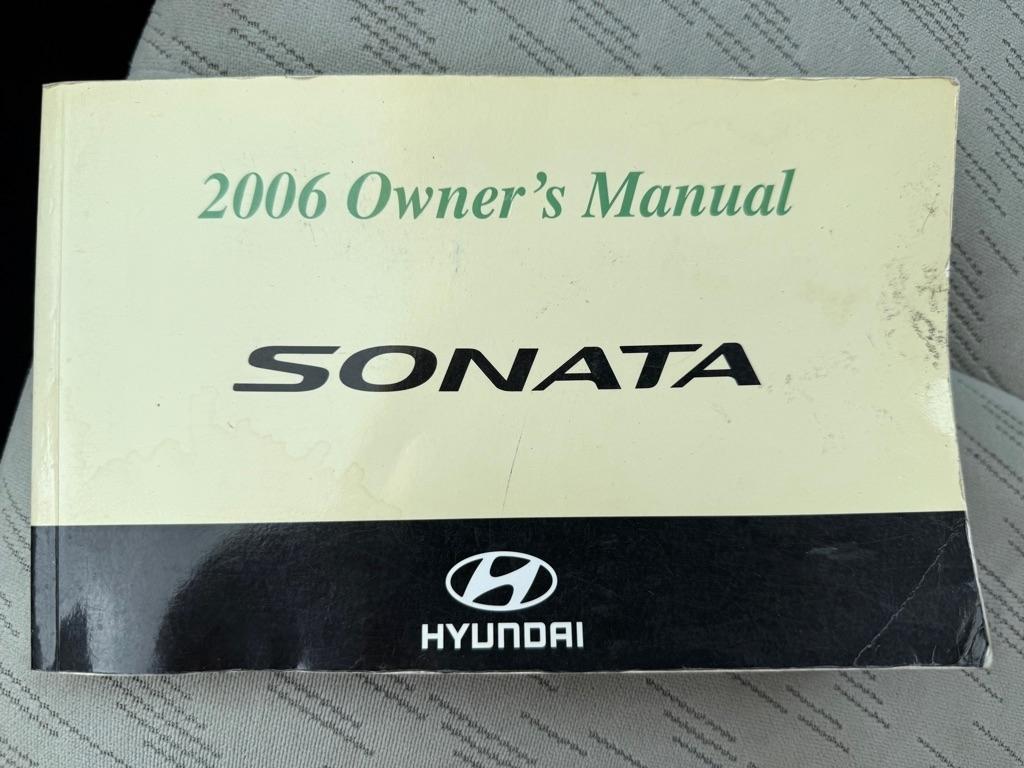 2006 Owner's Manual
SONATA
HYUNDAI